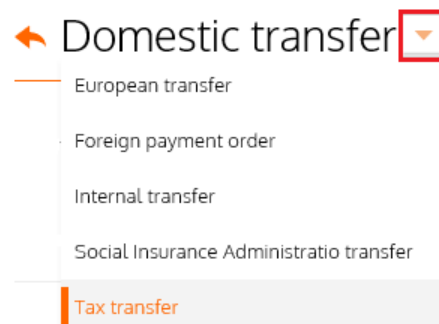 Domestic transfer
European transfer
Foreign payment order
Internal transfer
Social Insurance Administratio transfer
Tax transfer